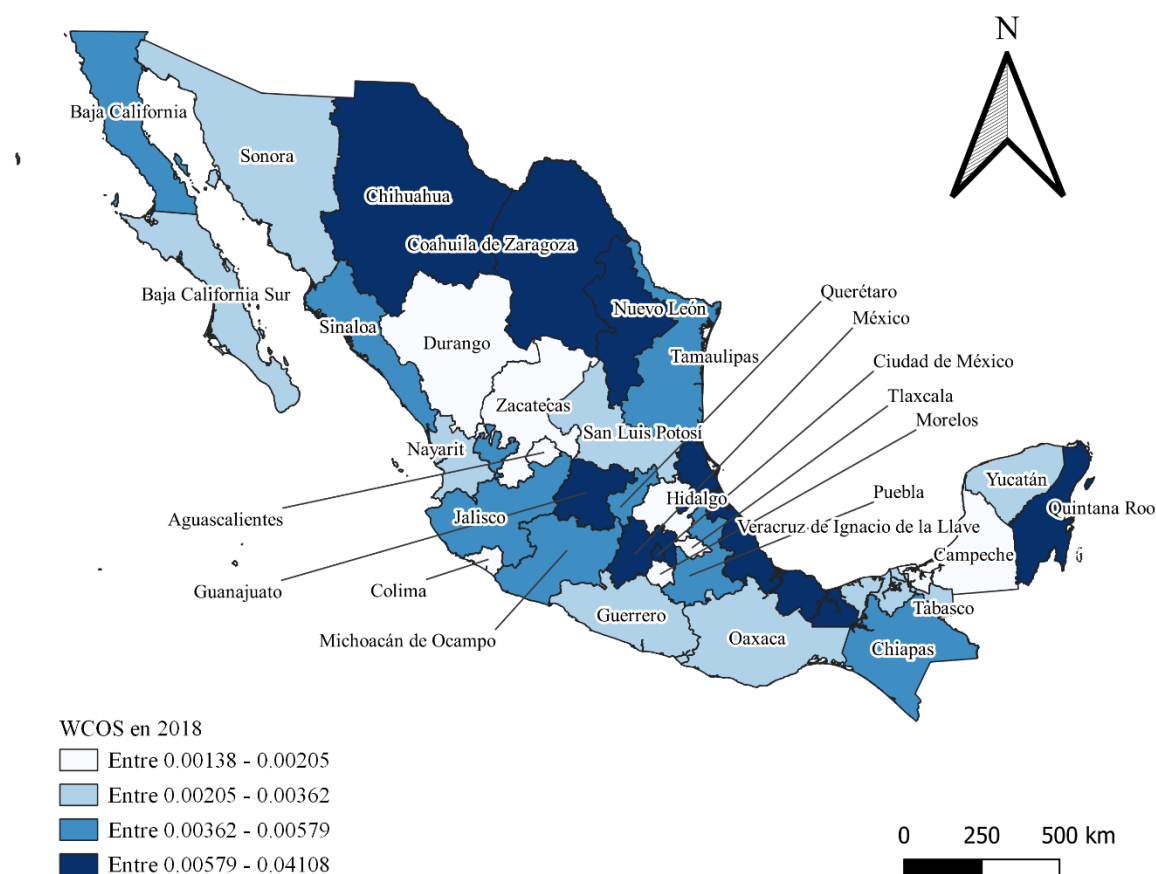 N
Baja California
Sonora
Chihuahua
Coahuila de Zaragoza
Baja California Sur
Sinaloa
Nuevo León
Querétaro
México
Durango
Tamaulipas
Ciudad de México
Tlaxcala
Zacatecas
Morelos
San Luis Potosí
Nayarit
Yucatán
Puebla
Hidalgo
Quintana Roo
Aguascalientes
Jalisco
Veracruz de Ignacio de la Llave
Campeche
Guanajuato
Colima
Tabasco
Guerrero
Michoacán de Ocampo
Oaxaca
Chiapas
WCOS en 2018
Entre 0.00138 - 0.00205
Entre 0.00205 - 0.00362
Entre 0.00362 - 0.00579
Entre 0.00579 - 0.04108
0 250 500 km